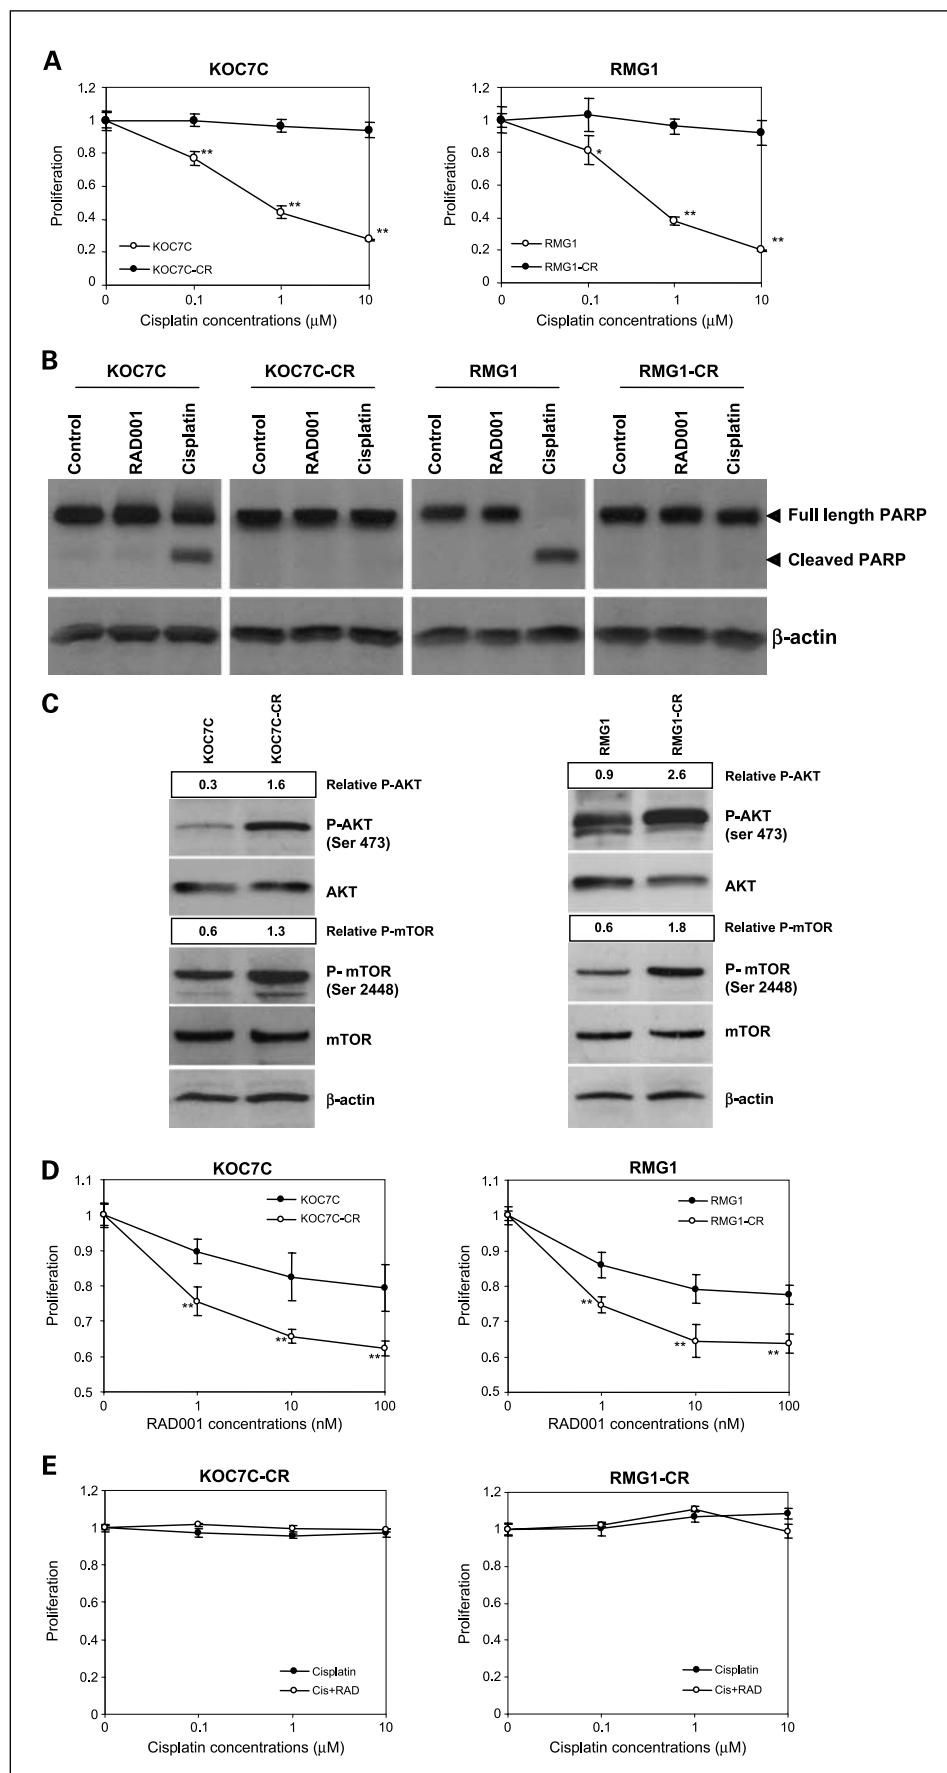 A
KOC7C
RMG1
1.2
1
0.8
0.6
0.4
0.2
0
Proliferation
**
**
**
KOC7C
KOC7C-CR
0 0.1 1 10
Cisplatin concentrations (μM)
1.2
1
0.8
0.6
0.4
0.2
0
Proliferation
*
**
**
RMG1
RMG1-CR
0 0.1 1 10
Cisplatin concentrations (μM)
B
KOC7C KOC7C-CR RMG1 RMG1-CR
Control RAD001 Cisplatin Control RAD001 Cisplatin Control RAD001 Cisplatin Control RAD001 Cisplatin
Full length PARP
Cleaved PARP
β-actin
C
KOC7C KOC7C-CR
0.3 1.6 Relative P-AKT
P-AKT
(Ser 473)
AKT
0.6 1.3 Relative P-mTOR
P- mTOR
(Ser 2448)
mTOR
β-actin
RMG1 RMG1-CR
0.9 2.6 Relative P-AKT
P-AKT
(ser 473)
AKT
0.6 1.8 Relative P-mTOR
P- mTOR
(Ser 2448)
mTOR
β-actin
D
KOC7C
RMG1
1.1
1
0.9
0.8
0.7
0.6
0.5
Proliferation
KOC7C
KOC7C-CR
**
**
**
0 1 10 100
RAD001 concentrations (nM)
1.1
1
0.9
0.8
0.7
0.6
0.5
Proliferation
RMG1
RMG1-CR
**
**
**
0 1 10 100
RAD001 concentrations (nM)
E
KOC7C-CR
RMG1-CR
1.2
1
0.8
0.6
0.4
0.2
0
Proliferation
Cisplatin
Cis+RAD
0 0.1 1 10
Cisplatin concentrations (μM)
1.2
1
0.8
0.6
0.4
0.2
0
Proliferation
Cisplatin
Cis+RAD
0 0.1 1 10
Cisplatin concentrations (μM)